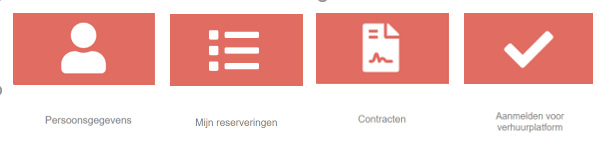 Persoonsgegevens
Mijn reserveringen
Contracten
Aanmelden voor
verhuurplatform